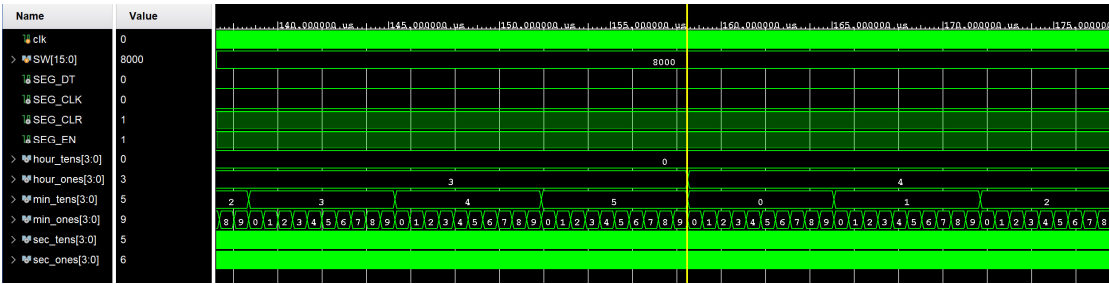 Name Value 140.000000 us 145.000000 us 150.000000 us 155.000000 us 160.000000 us 165.000000 us 170.000000 us 175.000000
clk 0
SW[15:0] 8000 8000
SEG_DT 0
SEG_CLK 0
SEG_CLR 1
SEG_EN 1
hour_tens[3:0] 0 0
hour_ones[3:0] 3 3 4
min_tens[3:0] 5 2 3 4 5 0 1 2
min_ones[3:0] 9 8 9 0 1 2 3 4 5 6 7 8 9 0 1 2 3 4 5 6 7 8 9 0 1 2 3 4 5 6 7 8 9 0 1 2 3 4 5 6 7 8 9 0 1 2 3 4 5 6 7 8 9 0 1 2 3 4 5 6 7 8
sec_tens[3:0] 5
sec_ones[3:0] 6